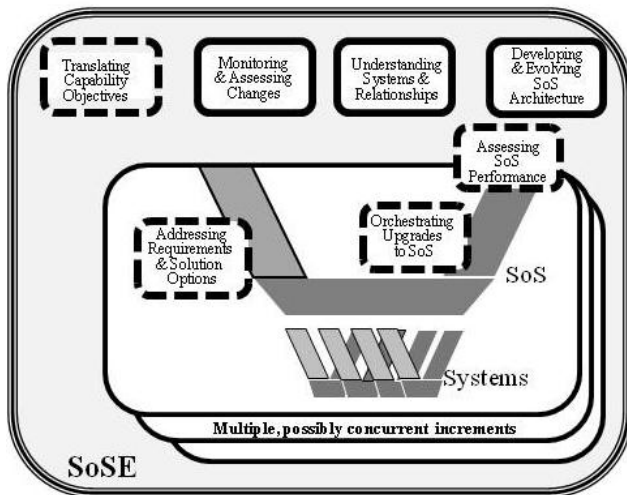 Translating
Capability
Objectives
Monitoring
& Assessing
Changes
Understanding
Systems &
Relationships
Developing
& Evolving
SoS
Architecture
Assessing
SoS
Performance
Addressing
Requirements
& Solution
Options
Orchestrating
Upgrades
to SoS
SoS
Systems
Multiple, possibly concurrent increments
SoSE